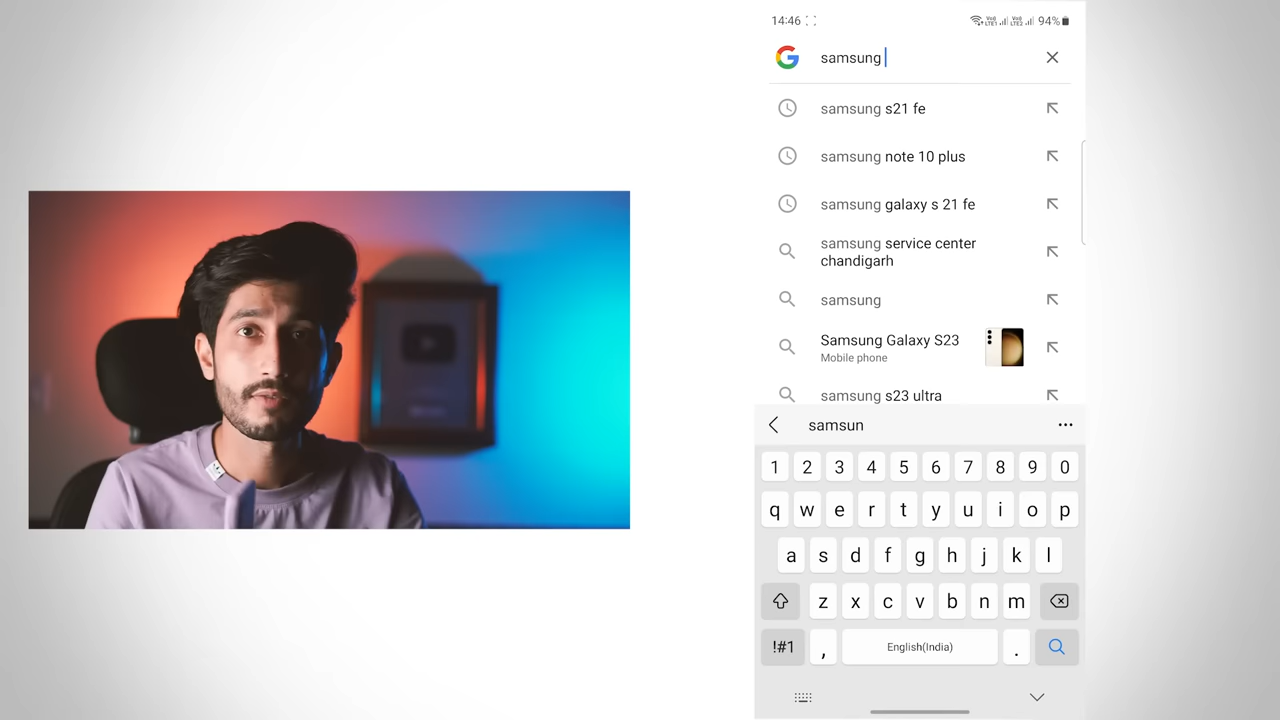 14:46
VoLTE1 VoLTE2 94%
samsung
samsung s21 fe
samsung note 10 plus
samsung galaxy s 21 fe
samsung service center
chandigarh
samsung
Samsung Galaxy S23
Mobile phone
samsung s23 ultra
samsun
1 2 3 4 5 6 7 8 9 0
q w e r t y u i o p
a s d f g h j k l
z x c v b n m
!#1 , English(India) .